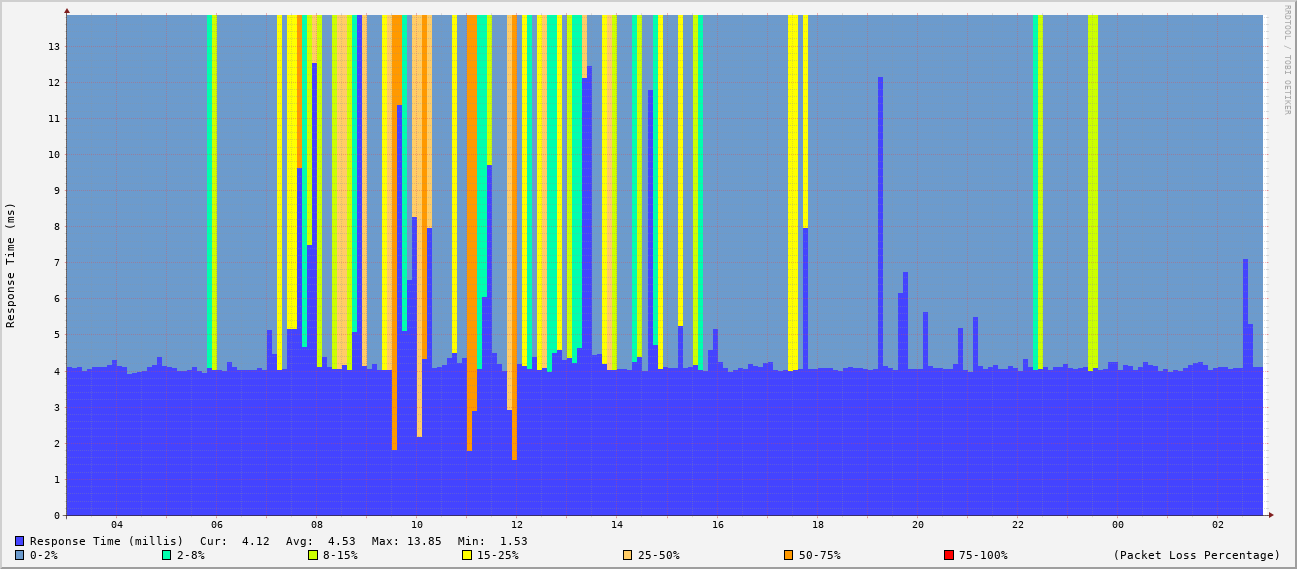 RRDTOOL / TOBI OETIKER
Response Time (ms)
13
12
11
10
9
8
7
6
5
4
3
2
1
0
04 06 08 10 12 14 16 18 20 22 00 02
Response Time (millis) Cur: 4.12 Avg: 4.53 Max: 13.85 Min: 1.53
0-2% 2-8% 8-15% 15-25% 25-50% 50-75% 75-100% (Packet Loss Percentage)